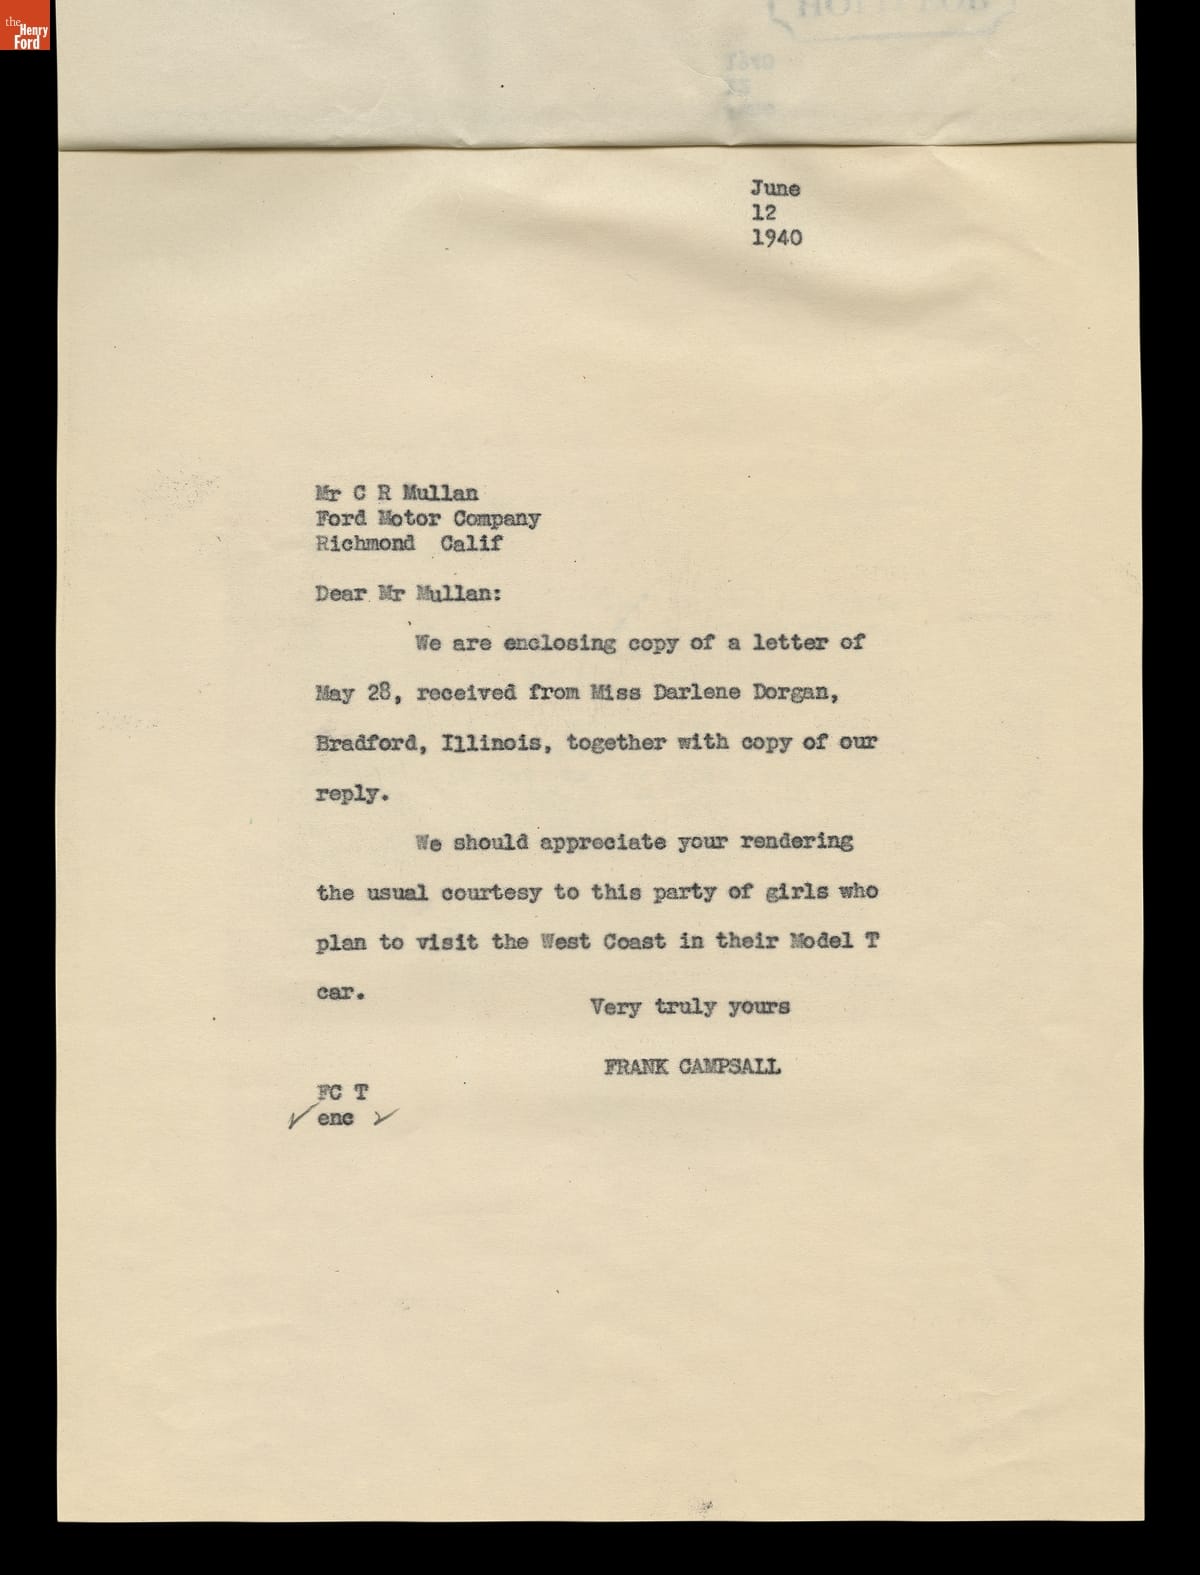 the
Henry
Ford
June
12
1940
Mr C R Mullan
Ford Motor Company
Richmond Calif
Dear Mr Mullan:
We are enclosing copy of a letter of
May 28, received from Miss Darlene Dorgan,
Bradford, Illinois, together with copy of our
reply.
We should appreciate your rendering
the usual courtesy to this party of girls who
plan to visit the West Coast in their Model T
car.
Very truly yours
FRANK CAMPSALL
FC T
enc 2